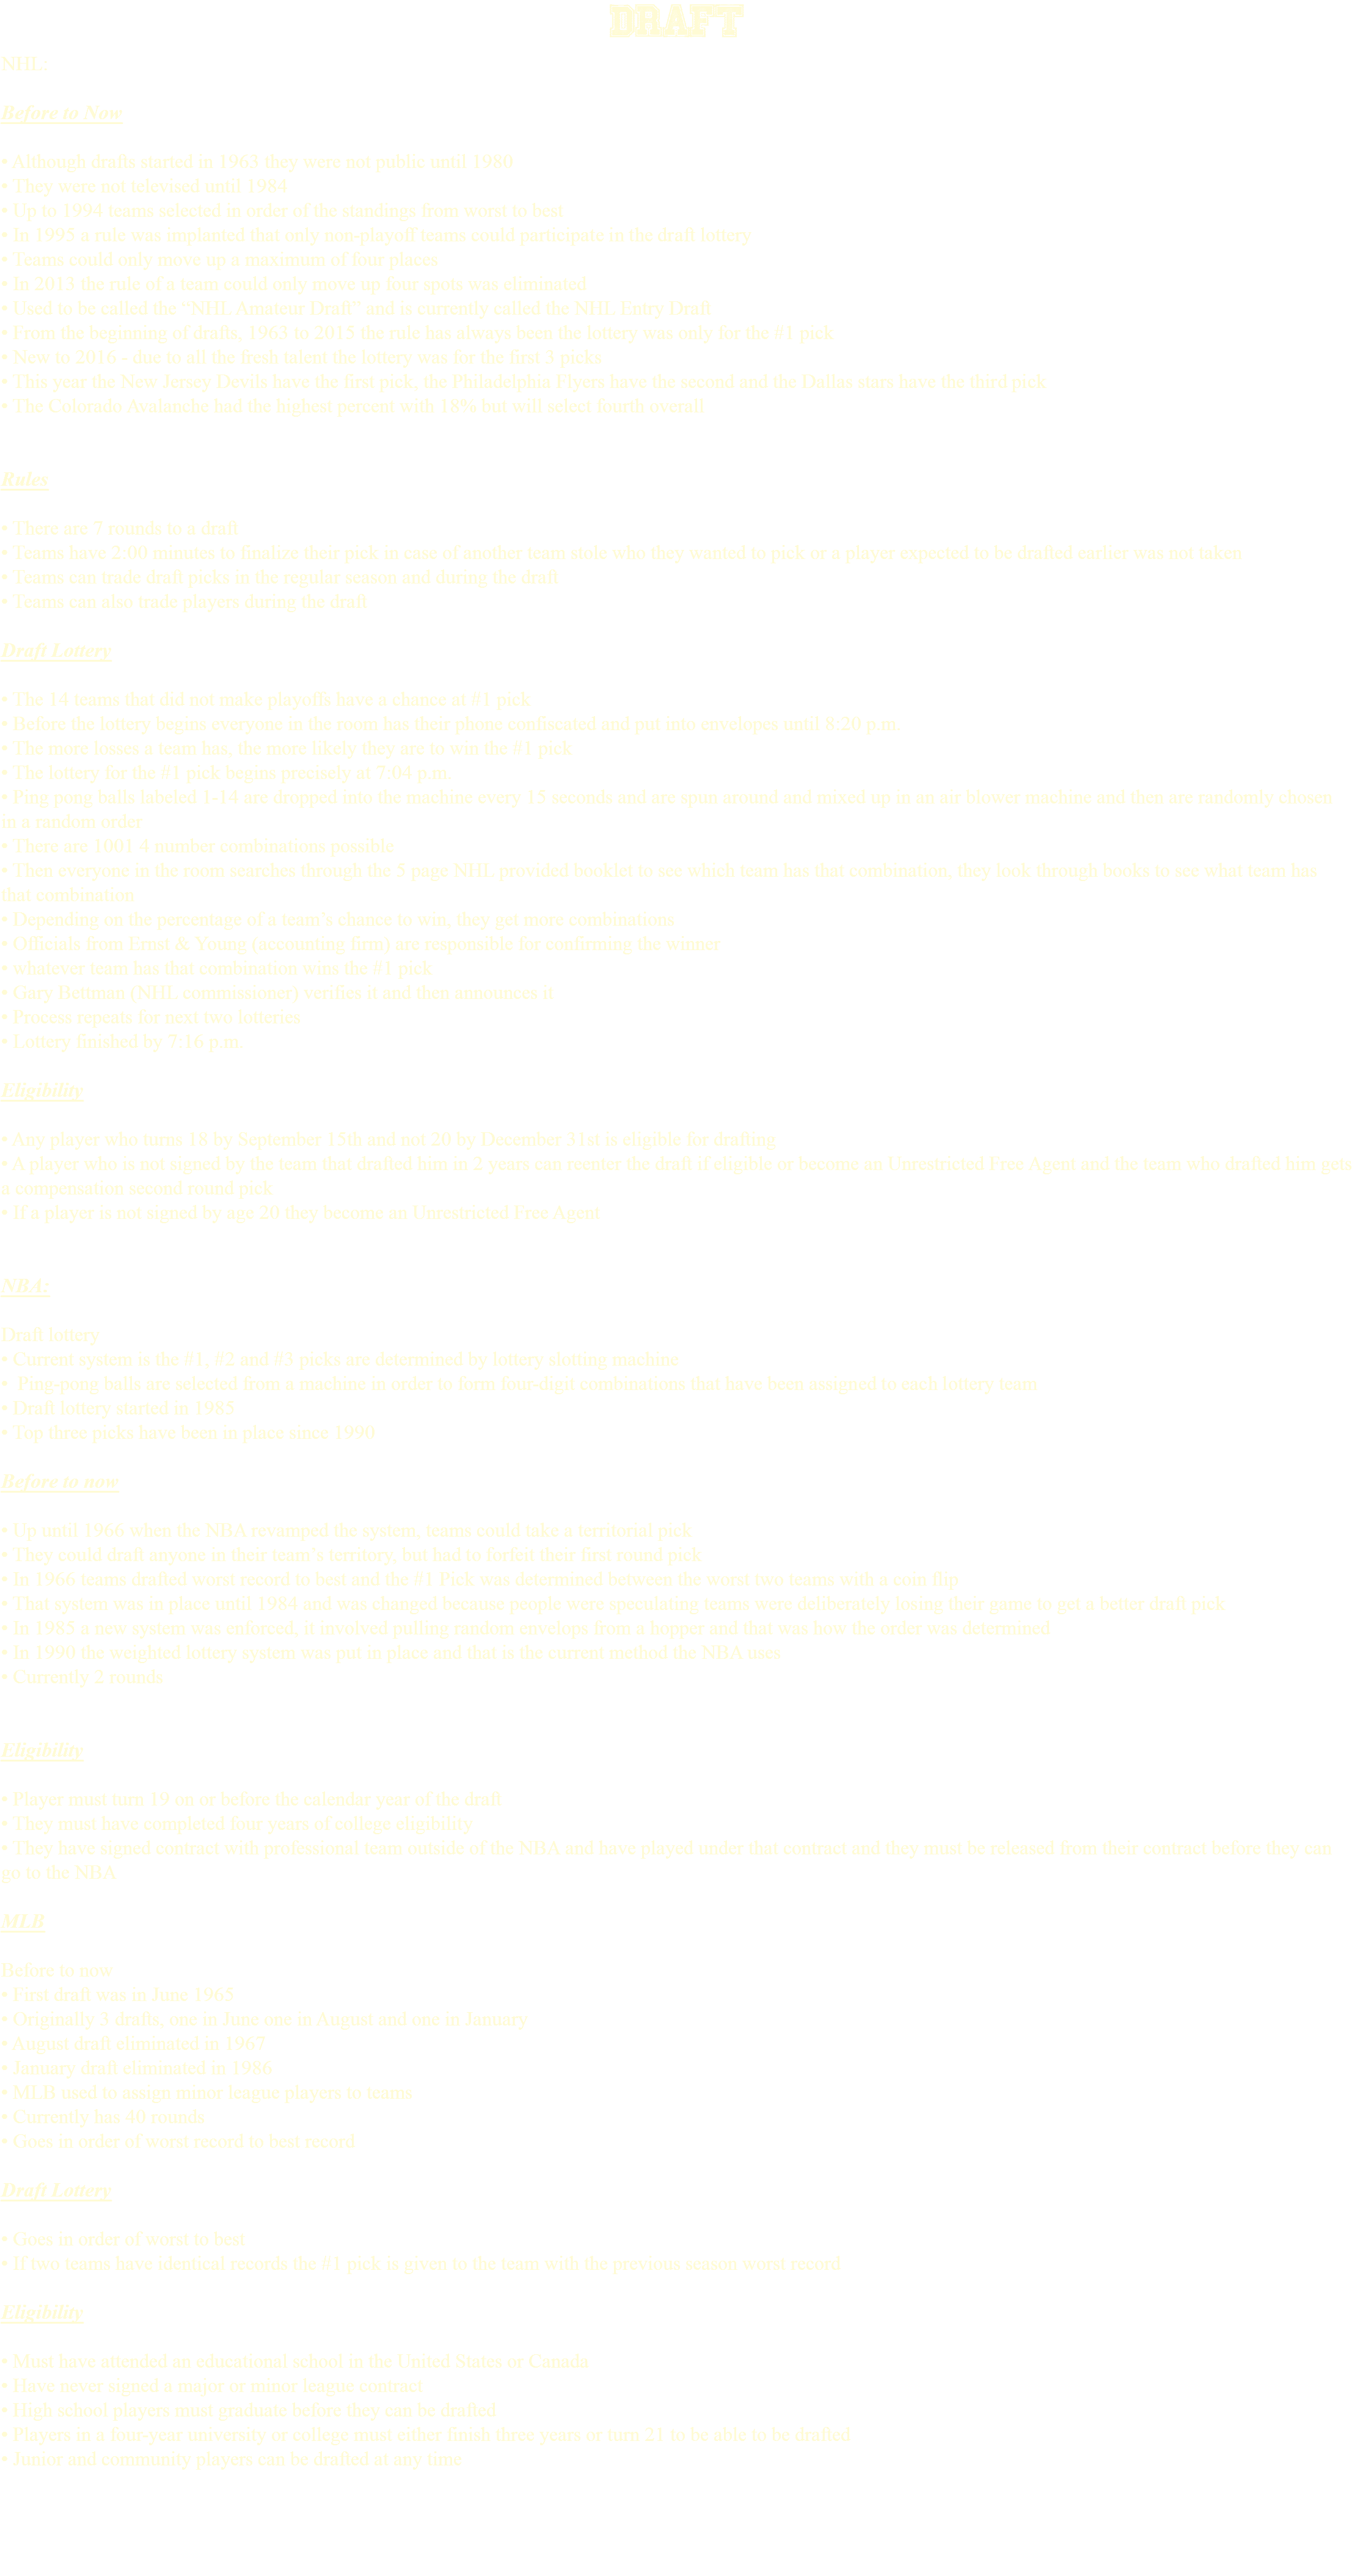 DRAFT
NHL:
Before to Now
• Although drafts started in 1963 they were not public until 1980
• They were not televised until 1984
• Up to 1994 teams selected in order of the standings from worst to best
• In 1995 a rule was implanted that only non-playoff teams could participate in the draft lottery
• Teams could only move up a maximum of four places
• In 2013 the rule of a team could only move up four spots was eliminated
• Used to be called the “NHL Amateur Draft” and is currently called the NHL Entry Draft
• From the beginning of drafts, 1963 to 2015 the rule has always been the lottery was only for the #1 pick
• New to 2016 - due to all the fresh talent the lottery was for the first 3 picks
• This year the New Jersey Devils have the first pick, the Philadelphia Flyers have the second and the Dallas stars have the third pick
• The Colorado Avalanche had the highest percent with 18% but will select fourth overall
Rules
• There are 7 rounds to a draft
• Teams have 2:00 minutes to finalize their pick in case of another team stole who they wanted to pick or a player expected to be drafted earlier was not taken
• Teams can trade draft picks in the regular season and during the draft
• Teams can also trade players during the draft
Draft Lottery
• The 14 teams that did not make playoffs have a chance at #1 pick
• Before the lottery begins everyone in the room has their phone confiscated and put into envelopes until 8:20 p.m.
• The more losses a team has, the more likely they are to win the #1 pick
• The lottery for the #1 pick begins precisely at 7:04 p.m.
• Ping pong balls labeled 1-14 are dropped into the machine every 15 seconds and are spun around and mixed up in an air blower machine and then are randomly chosen
in a random order
• There are 1001 4 number combinations possible
• Then everyone in the room searches through the 5 page NHL provided booklet to see which team has that combination, they look through books to see what team has
that combination
• Depending on the percentage of a team’s chance to win, they get more combinations
• Officials from Ernst & Young (accounting firm) are responsible for confirming the winner
• whatever team has that combination wins the #1 pick
• Gary Bettman (NHL commissioner) verifies it and then announces it
• Process repeats for next two lotteries
• Lottery finished by 7:16 p.m.
Eligibility
• Any player who turns 18 by September 15th and not 20 by December 31st is eligible for drafting
• A player who is not signed by the team that drafted him in 2 years can reenter the draft if eligible or become an Unrestricted Free Agent and the team who drafted him gets
a compensation second round pick
• If a player is not signed by age 20 they become an Unrestricted Free Agent
NBA:
Draft lottery
• Current system is the #1, #2 and #3 picks are determined by lottery slotting machine
• Ping-pong balls are selected from a machine in order to form four-digit combinations that have been assigned to each lottery team
• Draft lottery started in 1985
• Top three picks have been in place since 1990
Before to now
• Up until 1966 when the NBA revamped the system, teams could take a territorial pick
• They could draft anyone in their team’s territory, but had to forfeit their first round pick
• In 1966 teams drafted worst record to best and the #1 Pick was determined between the worst two teams with a coin flip
• That system was in place until 1984 and was changed because people were speculating teams were deliberately losing their game to get a better draft pick
• In 1985 a new system was enforced, it involved pulling random envelops from a hopper and that was how the order was determined
• In 1990 the weighted lottery system was put in place and that is the current method the NBA uses
• Currently 2 rounds
Eligibility
• Player must turn 19 on or before the calendar year of the draft
• They must have completed four years of college eligibility
• They have signed contract with professional team outside of the NBA and have played under that contract and they must be released from their contract before they can
go to the NBA
MLB
Before to now
• First draft was in June 1965
• Originally 3 drafts, one in June one in August and one in January
• August draft eliminated in 1967
• January draft eliminated in 1986
• MLB used to assign minor league players to teams
• Currently has 40 rounds
• Goes in order of worst record to best record
Draft Lottery
• Goes in order of worst to best
• If two teams have identical records the #1 pick is given to the team with the previous season worst record
Eligibility
• Must have attended an educational school in the United States or Canada
• Have never signed a major or minor league contract
• High school players must graduate before they can be drafted
• Players in a four-year university or college must either finish three years or turn 21 to be able to be drafted
• Junior and community players can be drafted at any time